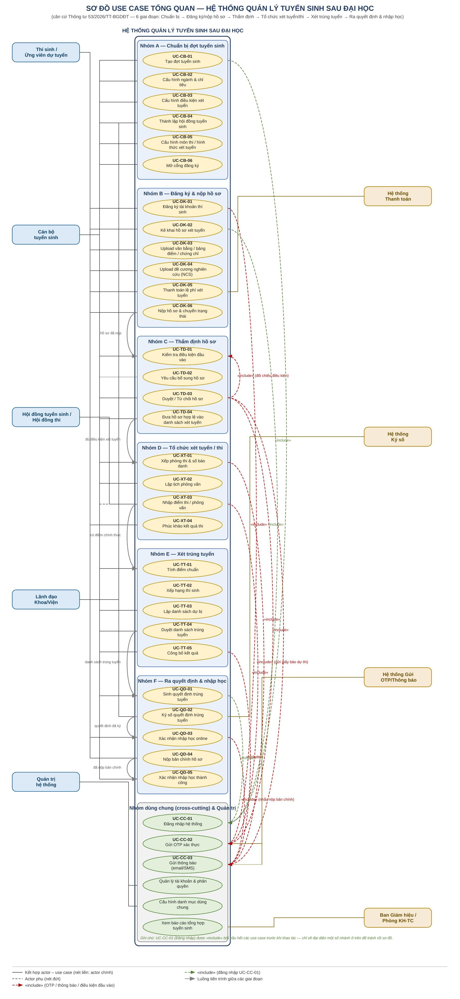 SƠ ĐỒ USE CASE TỔNG QUAN — HỆ THỐNG QUẢN LÝ TUYỂN SINH SAU ĐẠI HỌC
(căn cứ Thông tư 53/2026/TT-BGDĐT — 6 giai đoạn: Chuẩn bị → Đăng ký/nộp hồ sơ → Thẩm định → Tổ chức xét tuyển/thi → Xét trúng tuyển → Ra quyết định & nhập học)
HỆ THỐNG QUẢN LÝ TUYỂN SINH SAU ĐẠI HỌC
Thí sinh /
Ứng viên dự tuyển
Nhóm A — Chuẩn bị đợt tuyển sinh
UC-CB-01
Tạo đợt tuyển sinh
UC-CB-02
Cấu hình ngành & chỉ
tiêu
UC-CB-03
Cấu hình điều kiện xét
tuyển
UC-CB-04
Thành lập hội đồng tuyển
sinh
UC-CB-05
Cấu hình môn thi / hình
thức xét tuyển
UC-CB-06
Mở cổng đăng ký
Nhóm B — Đăng ký & nộp hồ sơ
Hệ thống
Thanh toán
UC-DK-01
Đăng ký tài khoản thí
sinh
UC-DK-02
Kê khai hồ sơ xét tuyển
Cán bộ
tuyển sinh
UC-DK-03
Upload văn bằng / bảng
điểm / chứng chỉ
UC-DK-04
Upload đề cương nghiên
cứu (NCS)
UC-DK-05
Thanh toán lệ phí xét
tuyển
UC-DK-06
Nộp hồ sơ & chuyển trạng
thái
hồ sơ đã nộp
Nhóm C — Thẩm định hồ sơ
UC-TD-01
Kiểm tra điều kiện đầu
vào
«include» (đối chiếu điều kiện)
UC-TD-02
Yêu cầu bổ sung hồ sơ
UC-TD-03
Duyệt / Từ chối hồ sơ
Hội đồng tuyển sinh /
Hội đồng thi
UC-TD-04
Đưa hồ sơ hợp lệ vào
danh sách xét tuyển
Hệ thống
Ký số
đủ điều kiện xét tuyển
«include»
Nhóm D — Tổ chức xét tuyển / thi
UC-XT-01
Xếp phòng thi & số báo
danh
UC-XT-02
Lập lịch phỏng vấn
UC-XT-03
Nhập điểm thi / phỏng
vấn
UC-XT-04
Phúc khảo kết quả thi
«include»
«include»
có điểm chính thức
Nhóm E — Xét trúng tuyển
UC-TT-01
Tính điểm chuẩn
UC-TT-02
Xếp hạng thí sinh
Lãnh đạo
Khoa/Viện
UC-TT-03
Lập danh sách dự bị
«include»
UC-TT-04
Duyệt danh sách trúng
tuyển
«include»
UC-TT-05
Công bố kết quả
danh sách trúng tuyển
«include» (gửi giấy báo dự thi)
«include»
Hệ thống Gửi
OTP/Thông báo
Nhóm F — Ra quyết định & nhập học
UC-QD-01
Sinh quyết định trúng
tuyển
UC-QD-02
Ký số quyết định trúng
tuyển
quyết định đã ký
UC-QD-03
Xác nhận nhập học online
UC-QD-04
Nộp bản chính hồ sơ
«include»
«include»
đã nộp bản chính
UC-QD-05
Xác nhận nhập học thành
công
Quản trị
hệ thống
«include» (nhắc nộp bản chính)
Nhóm dùng chung (cross-cutting) & Quản trị
UC-CC-01
Đăng nhập hệ thống
UC-CC-02
Gửi OTP xác thực
UC-CC-03
Gửi thông báo
(email/SMS)
Quản lý tài khoản & phân
quyền
Cấu hình danh mục dùng
chung
Xem báo cáo tổng hợp
tuyển sinh
Ban Giám hiệu /
Phòng KH-TC
Ghi chú: UC-CC-01 (Đăng nhập) được «include» bởi hầu hết các use case trước khi thao tác — chỉ vẽ đại diện một số nhánh ở trên để tránh rối sơ đồ.
Kết hợp actor – use case (nét liền: actor chính)
Actor phụ (nét đứt)
«include» (OTP / thông báo / điều kiện đầu vào)
«include» (đăng nhập UC-CC-01)
Luồng tiến trình giữa các giai đoạn